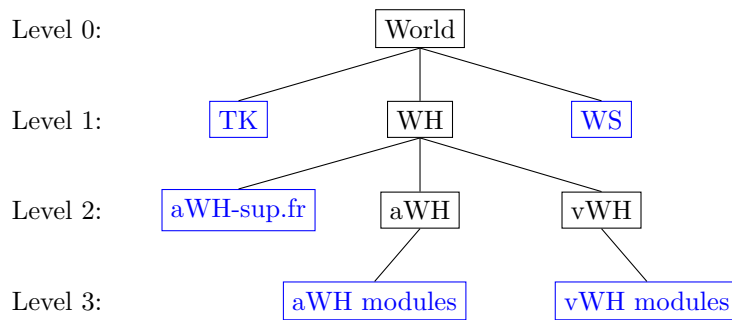 Level 0: World
Level 1: TK WH WS
Level 2: aWH-sup.fr aWH vWH
Level 3: aWH modules vWH modules